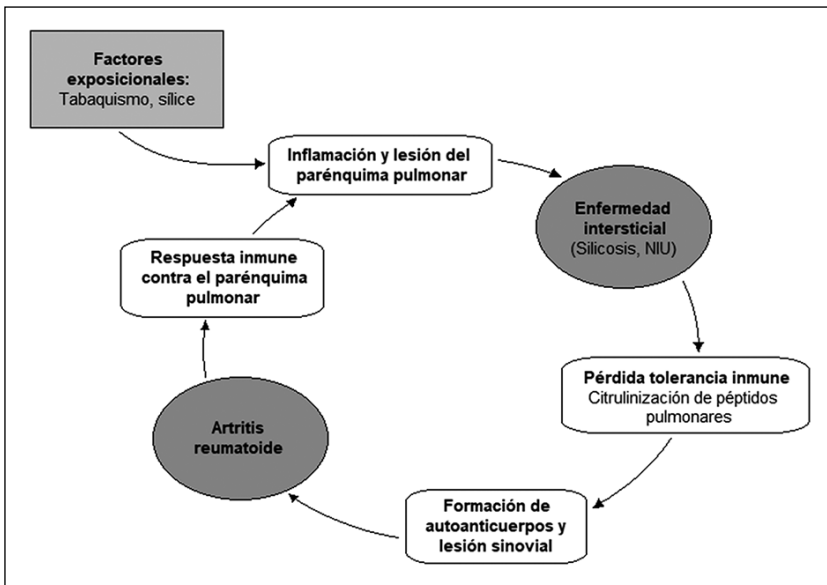 Factores
exposicionales:
Tabaquismo, sílice
Inflamación y lesión del
parénquima pulmonar
Enfermedad
intersticial
(Silicosis, NIU)
Respuesta inmune
contra el parénquima
pulmonar
Pérdida tolerancia inmune
Citrulinización de péptidos
pulmonares
Artritis
reumatoide
Formación de
autoanticuerpos y
lesión sinovial